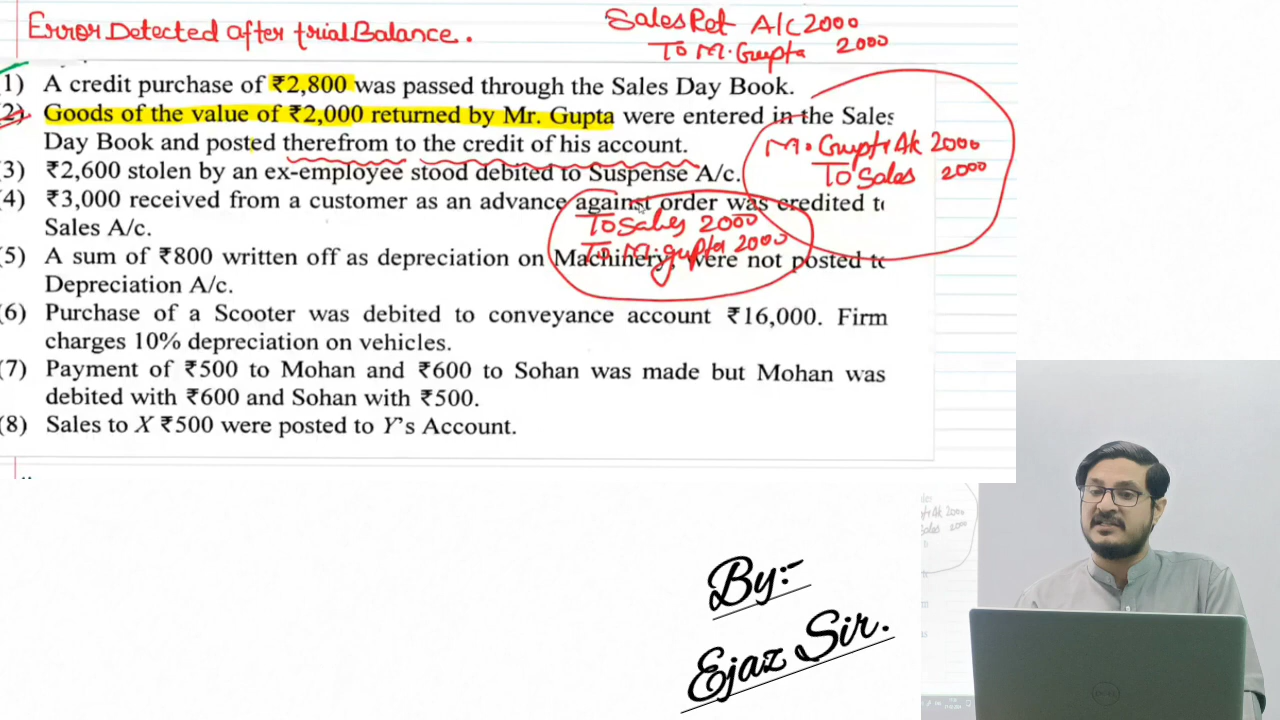 Error Detected after trial Balance.
Sales Ret A/C 2000
To M.Gupta 2000
1) A credit purchase of ₹2,800 was passed through the Sales Day Book.
(2) Goods of the value of ₹2,000 returned by Mr. Gupta were entered in the Sales
Day Book and posted therefrom to the credit of his account.
M. Gupta A/c 2000
To Sales 2000
(3) ₹2,600 stolen by an ex-employee stood debited to Suspense A/c.
(4) ₹3,000 received from a customer as an advance against order was credited to
Sales A/c.
To Sales 2000
To M.gupta 2000
(5) A sum of ₹800 written off as depreciation on Machinery, were not posted to
Depreciation A/c.
(6) Purchase of a Scooter was debited to conveyance account ₹16,000. Firm
charges 10% depreciation on vehicles.
(7) Payment of ₹500 to Mohan and ₹600 to Sohan was made but Mohan was
debited with ₹600 and Sohan with ₹500.
(8) Sales to X ₹500 were posted to Y's Account.
By:-
Ejaz Sir.
DELL